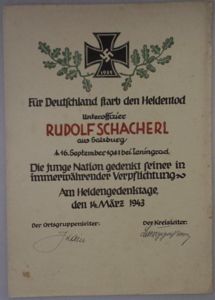 1939
Für Deutschland starb den Heldentod
Unteroffizier
RUDOLF SCHACHERL
aus Salzburg
16. September 1941 bei Leningrad.
Die junge Nation gedenkt seiner in
immerwährender Verpflichtung
Am Heldengedenktage,
den 14. März 1943
Der Ortsgruppenleiter: Der Kreisleiter: